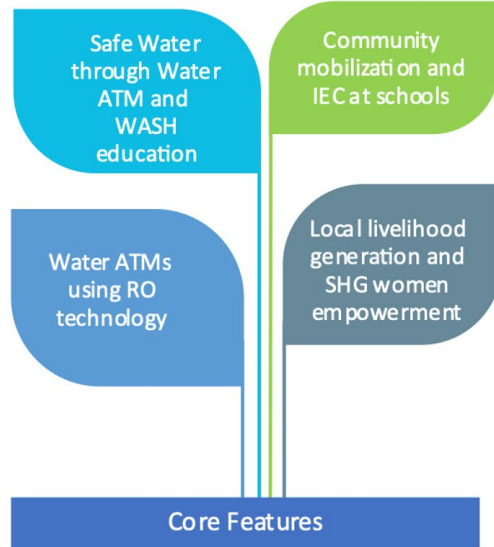 Safe Water
through Water
ATM and
WASH
education
Community
mobilization and
IEC at schools
Water ATMs
using RO
technology
Local livelihood
generation and
SHG women
empowerment
Core Features